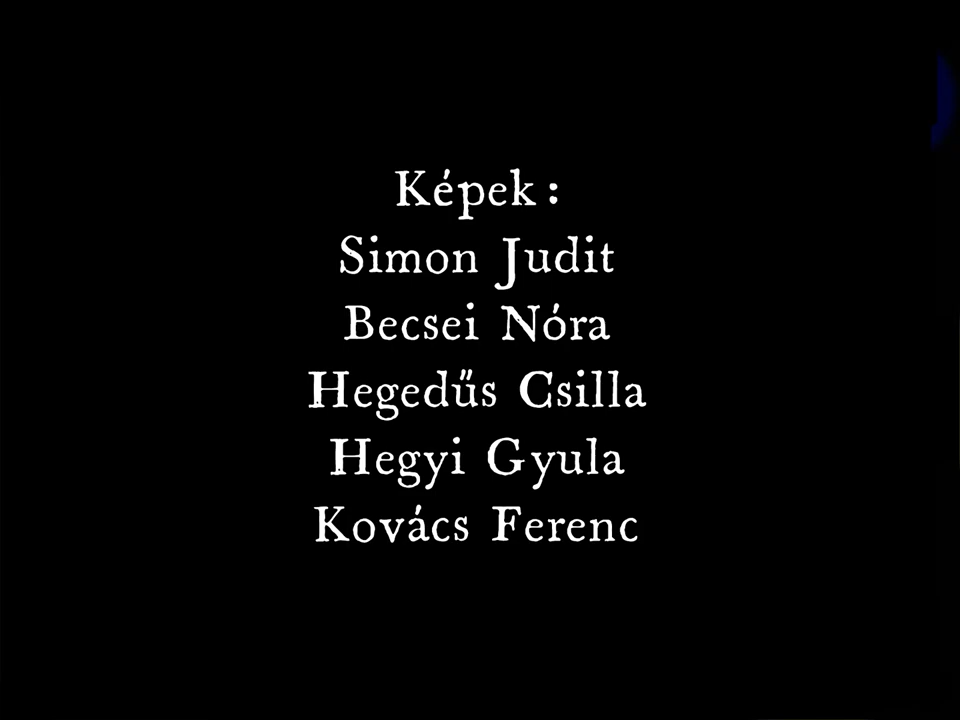 Képek:
Simon Judit
Becsei Nóra
Hegedűs Csilla
Hegyi Gyula
Kovács Ferenc